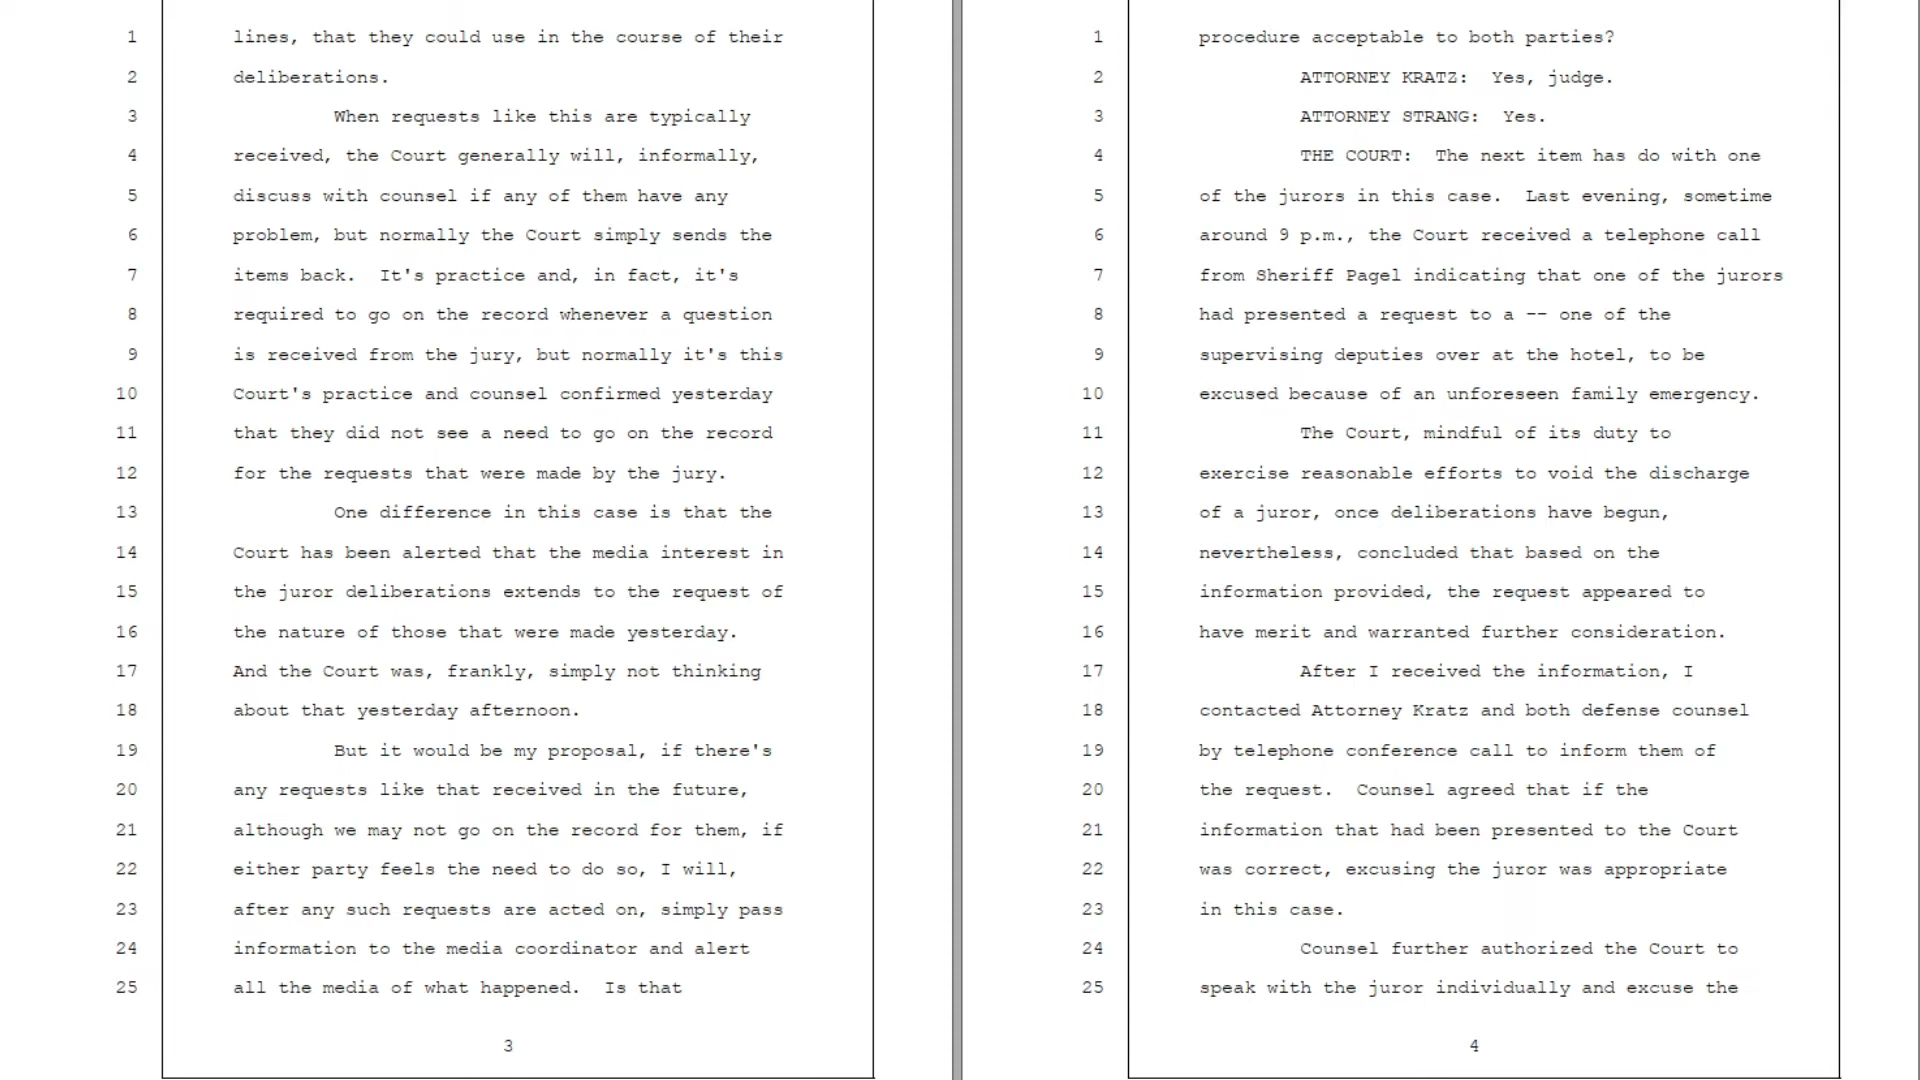 1 lines, that they could use in the course of their
2 deliberations.
3 When requests like this are typically
4 received, the Court generally will, informally,
5 discuss with counsel if any of them have any
6 problem, but normally the Court simply sends the
7 items back.  It's practice and, in fact, it's
8 required to go on the record whenever a question
9 is received from the jury, but normally it's this
10 Court's practice and counsel confirmed yesterday
11 that they did not see a need to go on the record
12 for the requests that were made by the jury.
13 One difference in this case is that the
14 Court has been alerted that the media interest in
15 the juror deliberations extends to the request of
16 the nature of those that were made yesterday.
17 And the Court was, frankly, simply not thinking
18 about that yesterday afternoon.
19 But it would be my proposal, if there's
20 any requests like that received in the future,
21 although we may not go on the record for them, if
22 either party feels the need to do so, I will,
23 after any such requests are acted on, simply pass
24 information to the media coordinator and alert
25 all the media of what happened.  Is that
3
1 procedure acceptable to both parties?
2 ATTORNEY KRATZ:  Yes, judge.
3 ATTORNEY STRANG:  Yes.
4 THE COURT:  The next item has do with one
5 of the jurors in this case.  Last evening, sometime
6 around 9 p.m., the Court received a telephone call
7 from Sheriff Pagel indicating that one of the jurors
8 had presented a request to a -- one of the
9 supervising deputies over at the hotel, to be
10 excused because of an unforeseen family emergency.
11 The Court, mindful of its duty to
12 exercise reasonable efforts to void the discharge
13 of a juror, once deliberations have begun,
14 nevertheless, concluded that based on the
15 information provided, the request appeared to
16 have merit and warranted further consideration.
17 After I received the information, I
18 contacted Attorney Kratz and both defense counsel
19 by telephone conference call to inform them of
20 the request.  Counsel agreed that if the
21 information that had been presented to the Court
22 was correct, excusing the juror was appropriate
23 in this case.
24 Counsel further authorized the Court to
25 speak with the juror individually and excuse the
4